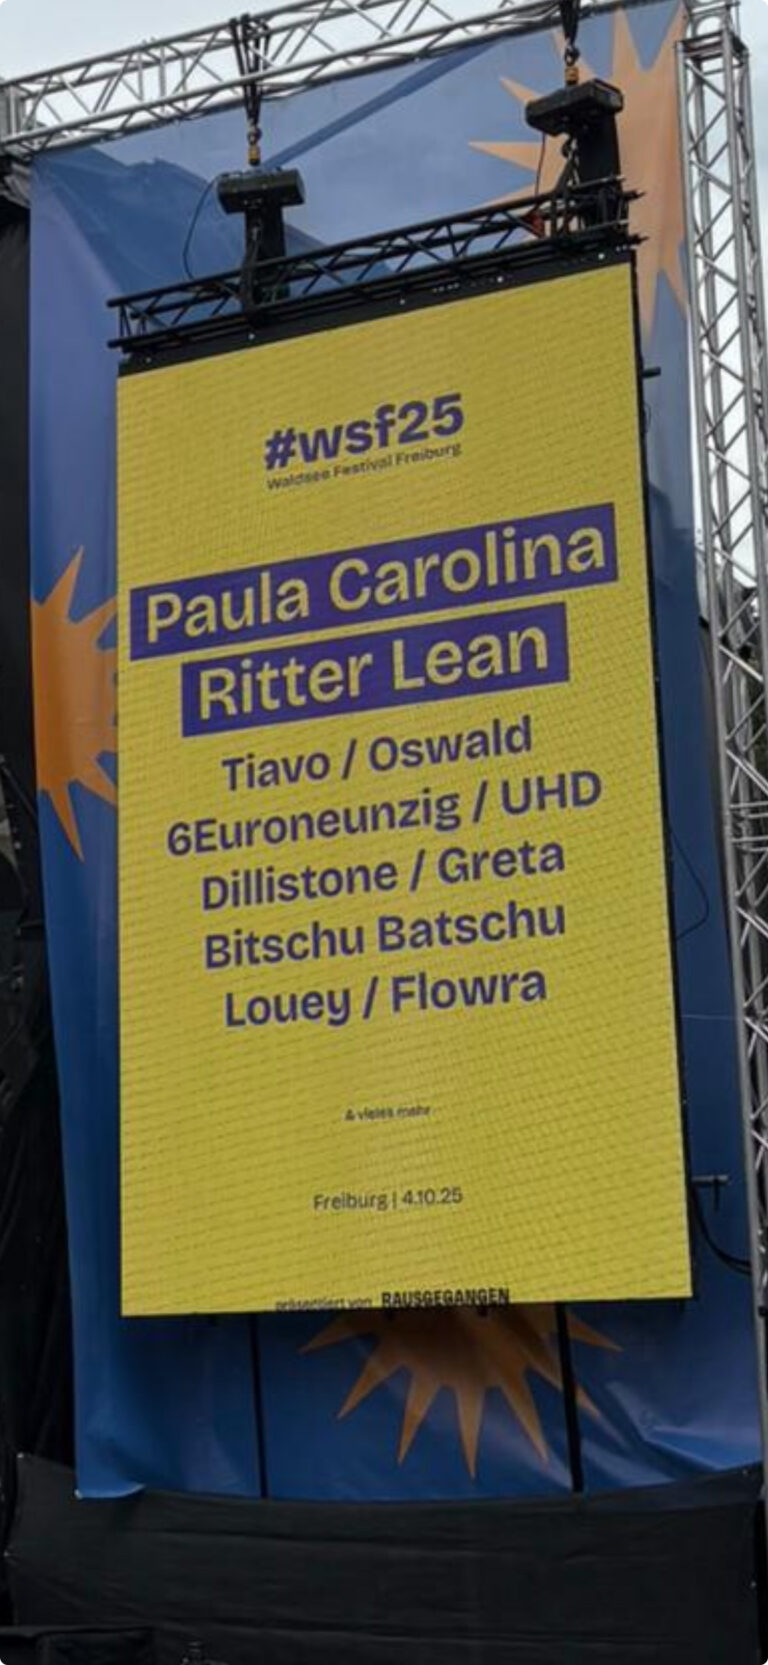 #wsf25
Waldsee Festival Freiburg
Paula Carolina
Ritter Lean
Tiavo / Oswald
6Euroneunzig / UHD
Dillistone / Greta
Bitschu Batschu
Louey / Flowra
& vieles mehr
Freiburg | 4.10.25
präsentiert von RAUSGEGANGEN